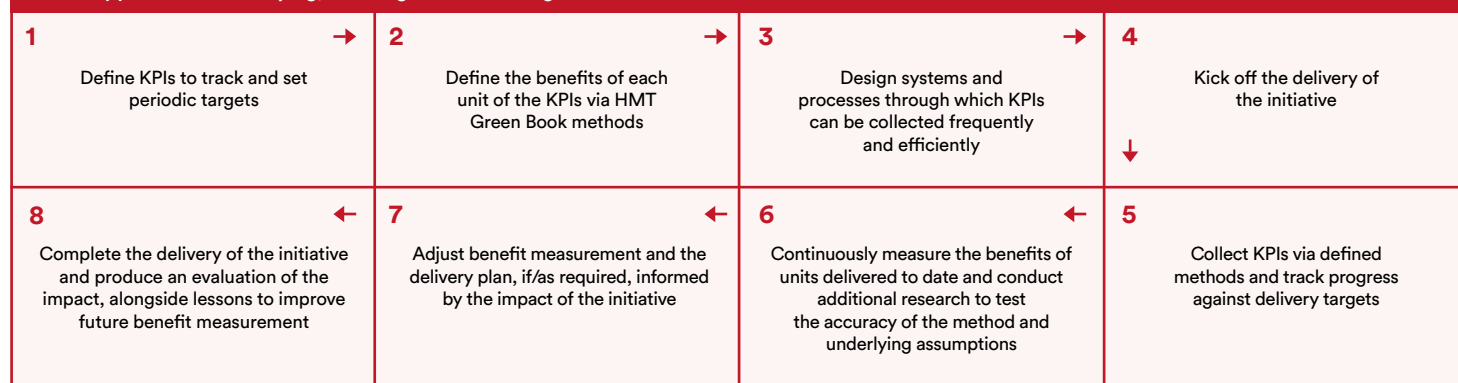 1
Define KPIs to track and set
periodic targets
2
Define the benefits of each
unit of the KPIs via HMT
Green Book methods
3
Design systems and
processes through which KPIs
can be collected frequently
and efficiently
4
Kick off the delivery of
the initiative
5
Collect KPIs via defined
methods and track progress
against delivery targets
6
Continuously measure the benefits of
units delivered to date and conduct
additional research to test
the accuracy of the method and
underlying assumptions
7
Adjust benefit measurement and the
delivery plan, if/as required, informed
by the impact of the initiative
8
Complete the delivery of the initiative
and produce an evaluation of the
impact, alongside lessons to improve
future benefit measurement